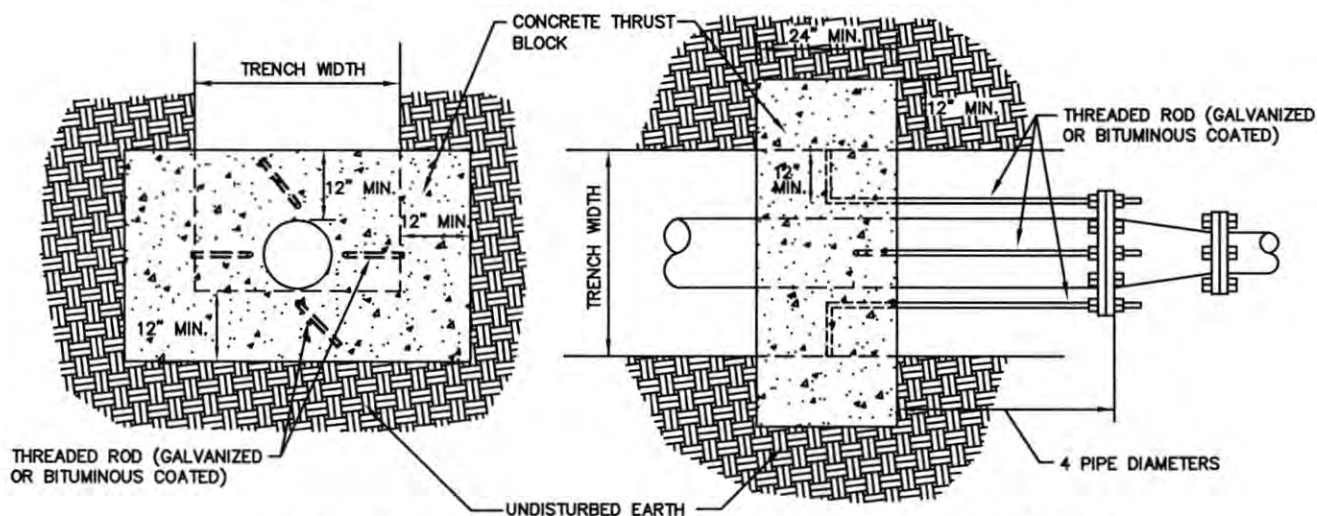 CONCRETE THRUST
BLOCK
TRENCH WIDTH
12" MIN.
12" MIN.
12" MIN.
THREADED ROD (GALVANIZED
OR BITUMINOUS COATED)
UNDISTURBED EARTH
24" MIN.
12" MIN.
THREADED ROD (GALVANIZED
OR BITUMINOUS COATED)
12"
MIN.
TRENCH WIDTH
4 PIPE DIAMETERS